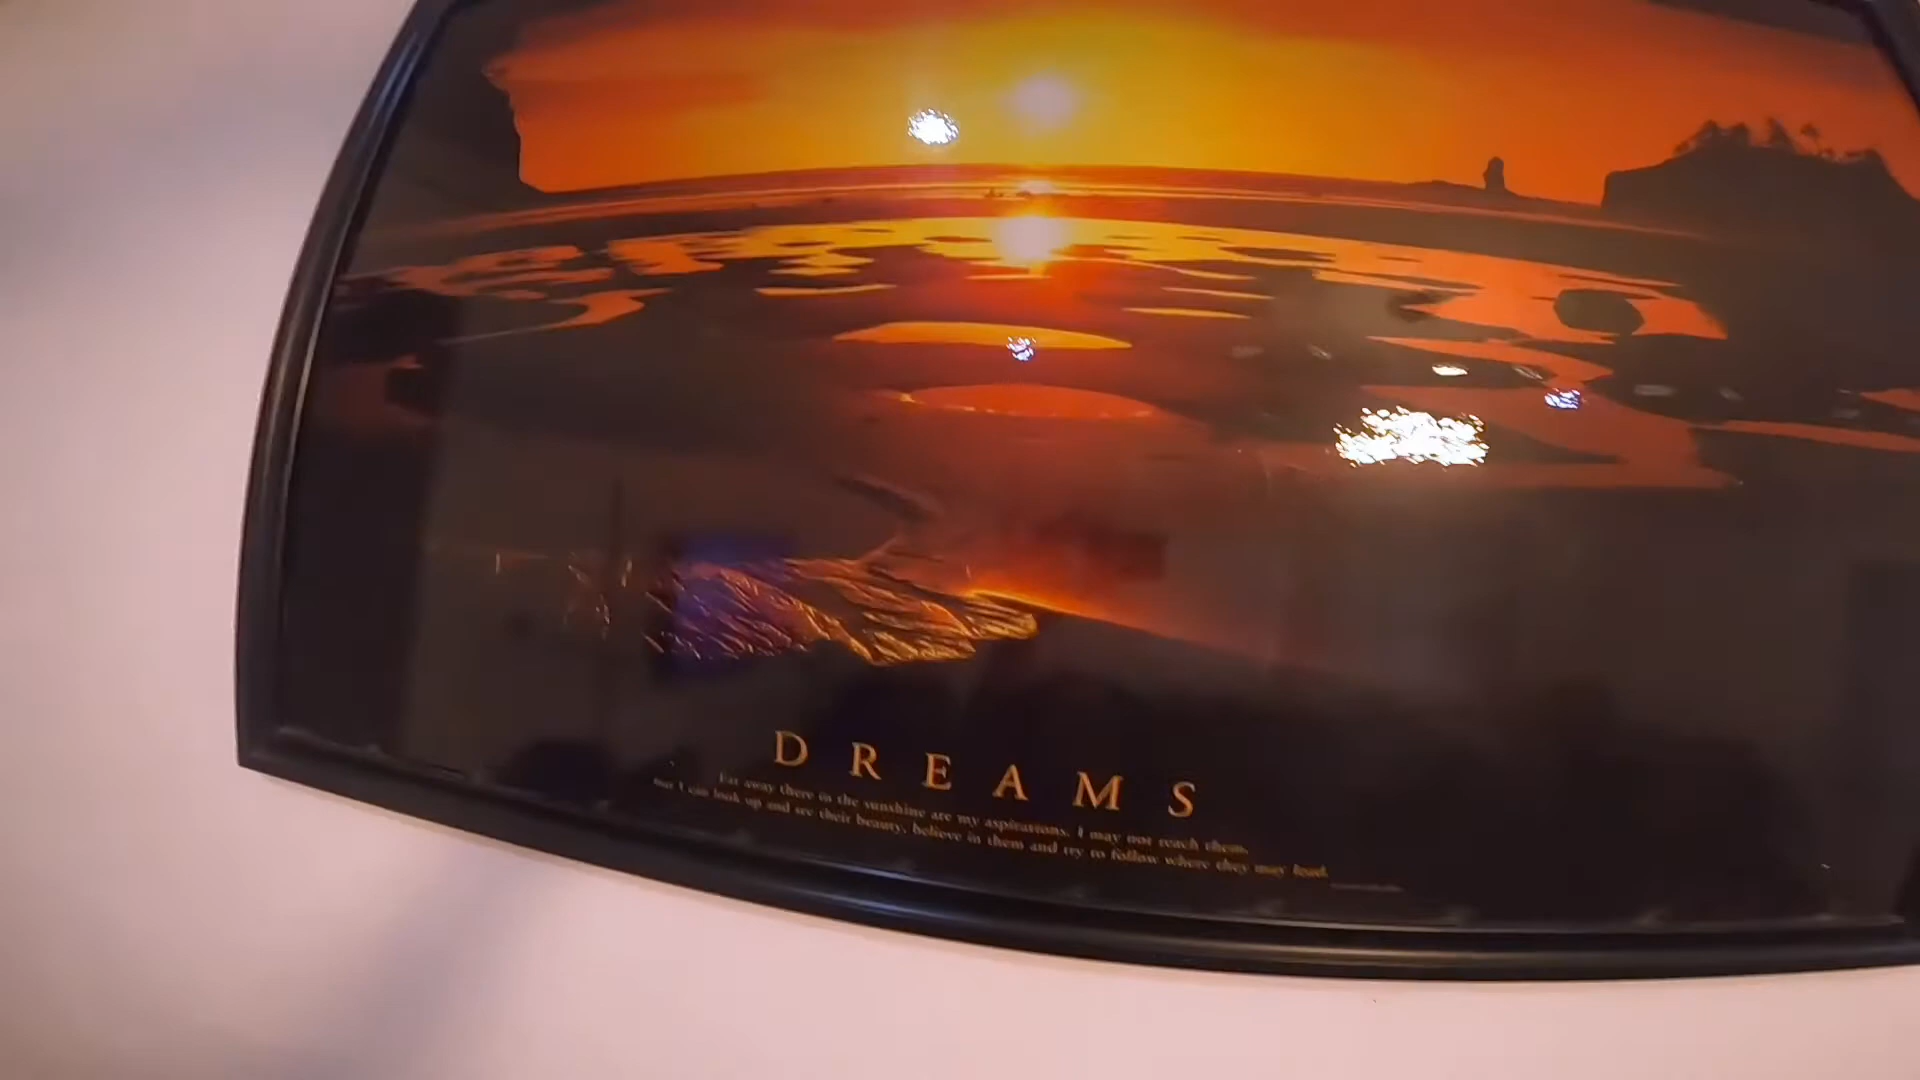 DREAMS
Far away there in the sunshine are my aspirations. I may not reach them,
but I can look up and see their beauty, believe in them and try to follow where they may lead.